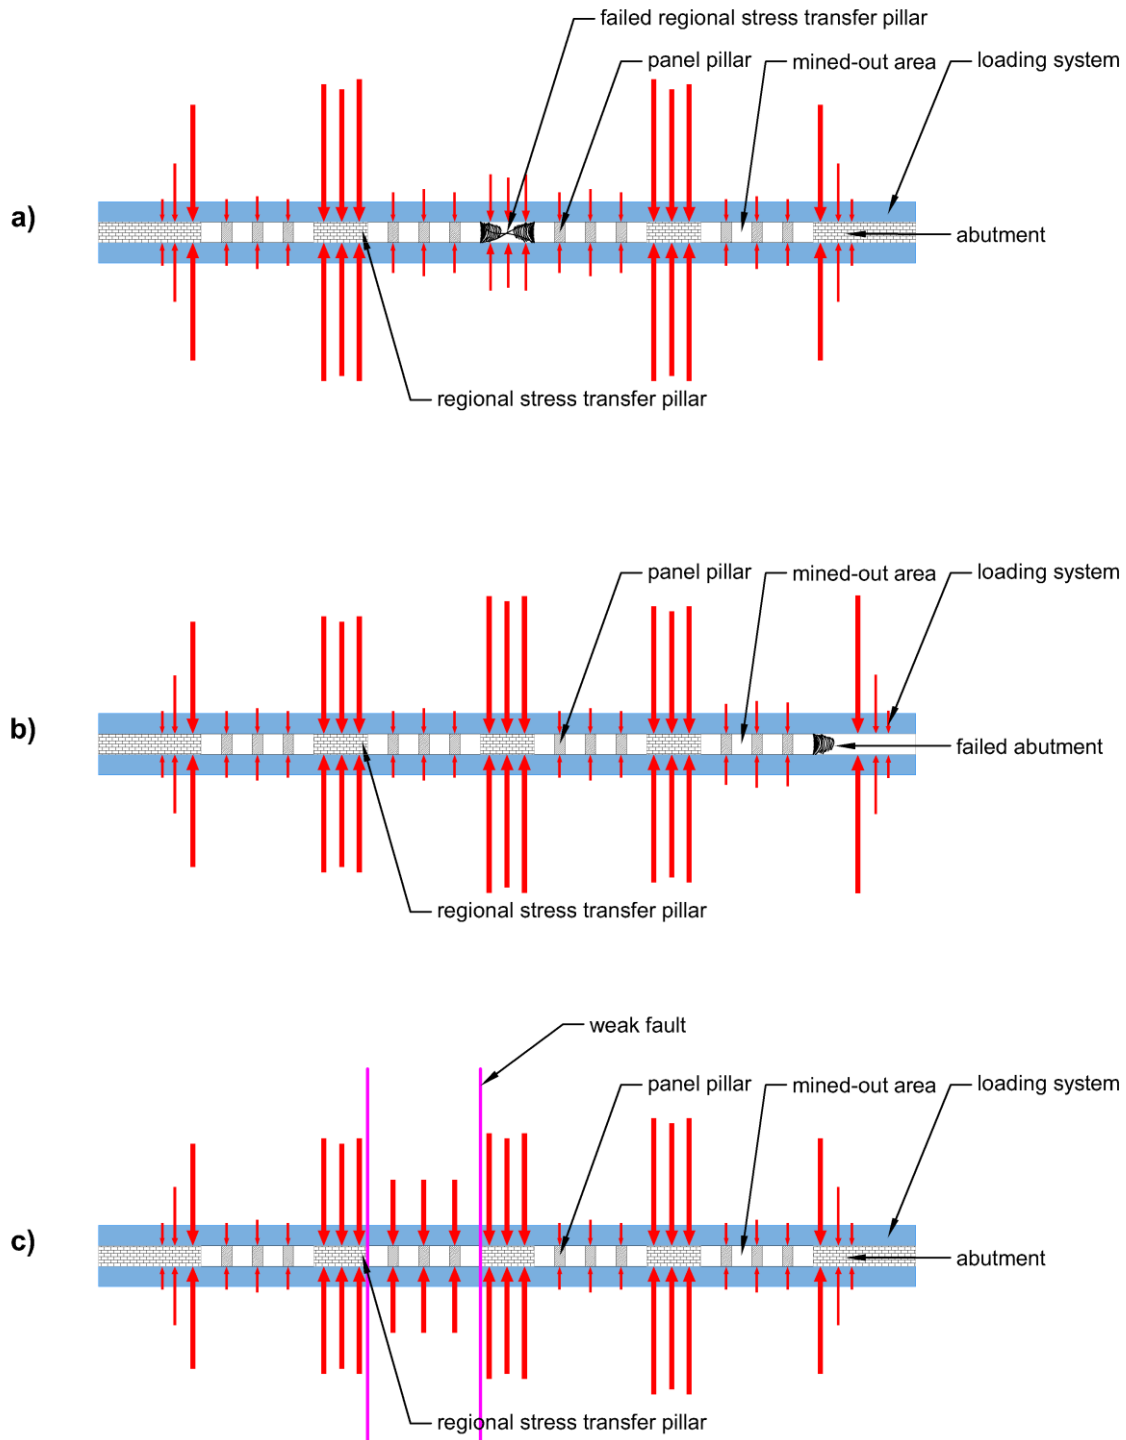 failed regional stress transfer pillar
panel pillar
mined-out area
loading system
a)
abutment
regional stress transfer pillar
panel pillar
mined-out area
loading system
b)
failed abutment
regional stress transfer pillar
weak fault
panel pillar
mined-out area
loading system
c)
abutment
regional stress transfer pillar